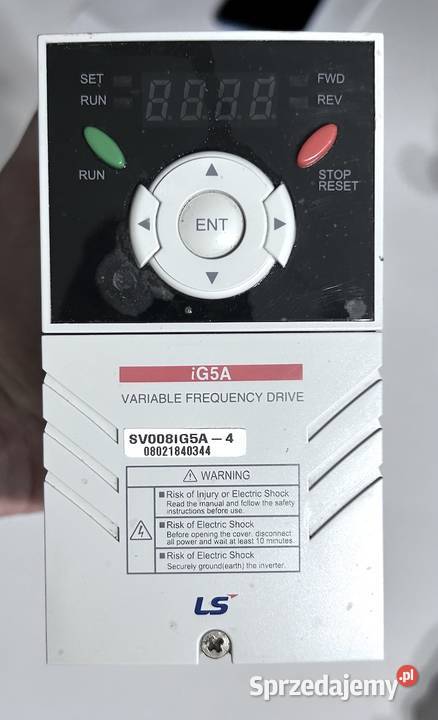 SET
FWD
RUN
REV
RUN
STOP
RESET
ENT
iG5A
VARIABLE FREQUENCY DRIVE
SV008iG5A – 4
08021840344
WARNING
Risk of Injury or Electric Shock
Read the manual and follow the safety
instructions before use.
Risk of Electric Shock
Before opening the cover, disconnect
all power and wait at least 10 minutes.
Risk of Electric Shock
Securely ground(earth) the inverter.
LS
Sprzedajemy.pl